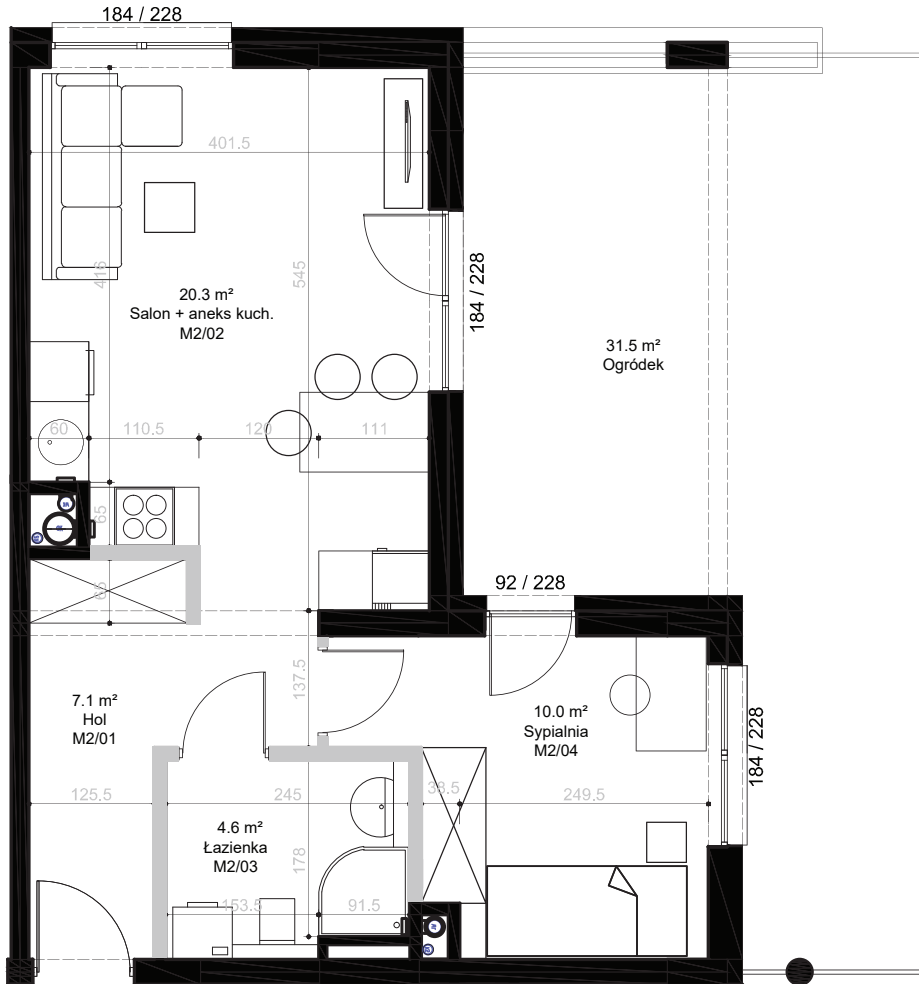 184 / 228
401.5
416
545
20.3 m²
Salon + aneks kuch.
M2/02
184 / 228
31.5 m²
Ogródek
60
110.5
120
111
65
65
92 / 228
137.5
7.1 m²
Hol
M2/01
10.0 m²
Sypialnia
M2/04
184 / 228
125.5
245
38.5
249.5
4.6 m²
Łazienka
M2/03
178
153.5
91.5